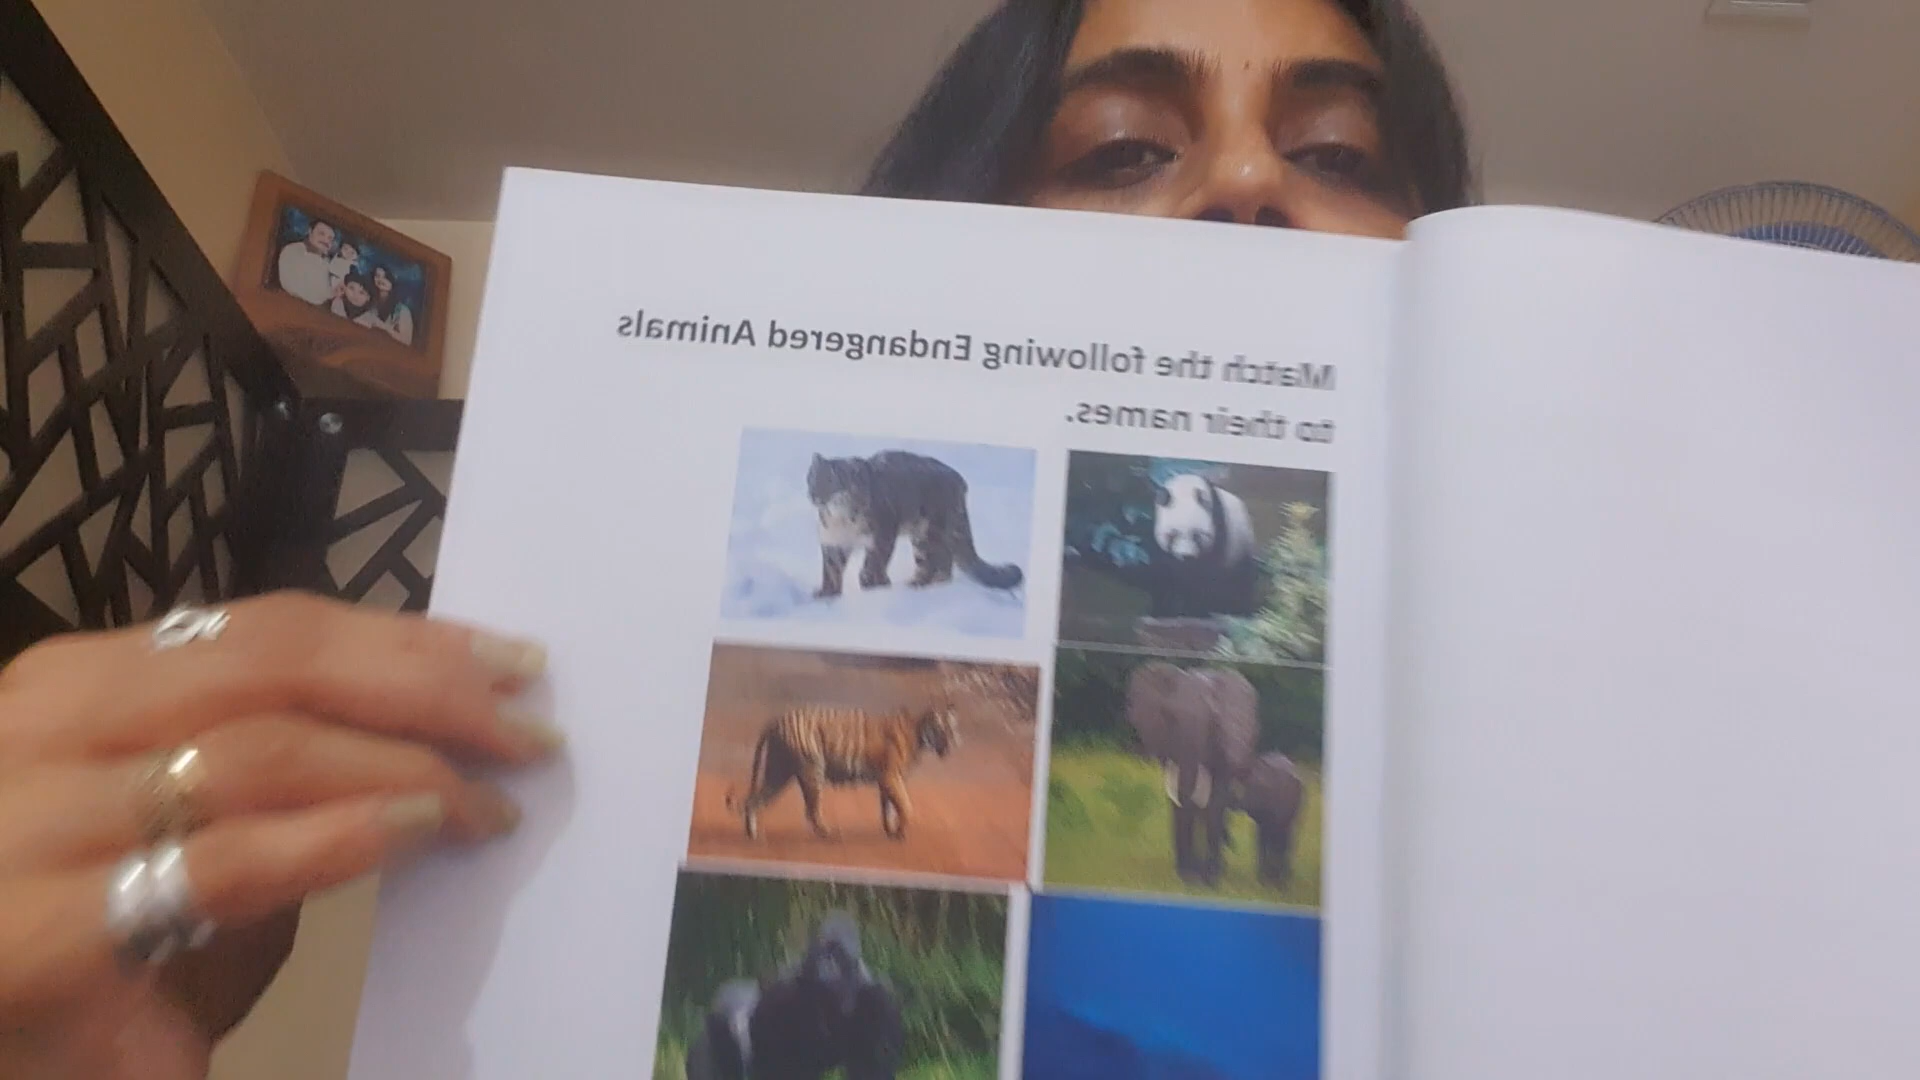 Match the following Endangered Animals
to their names.